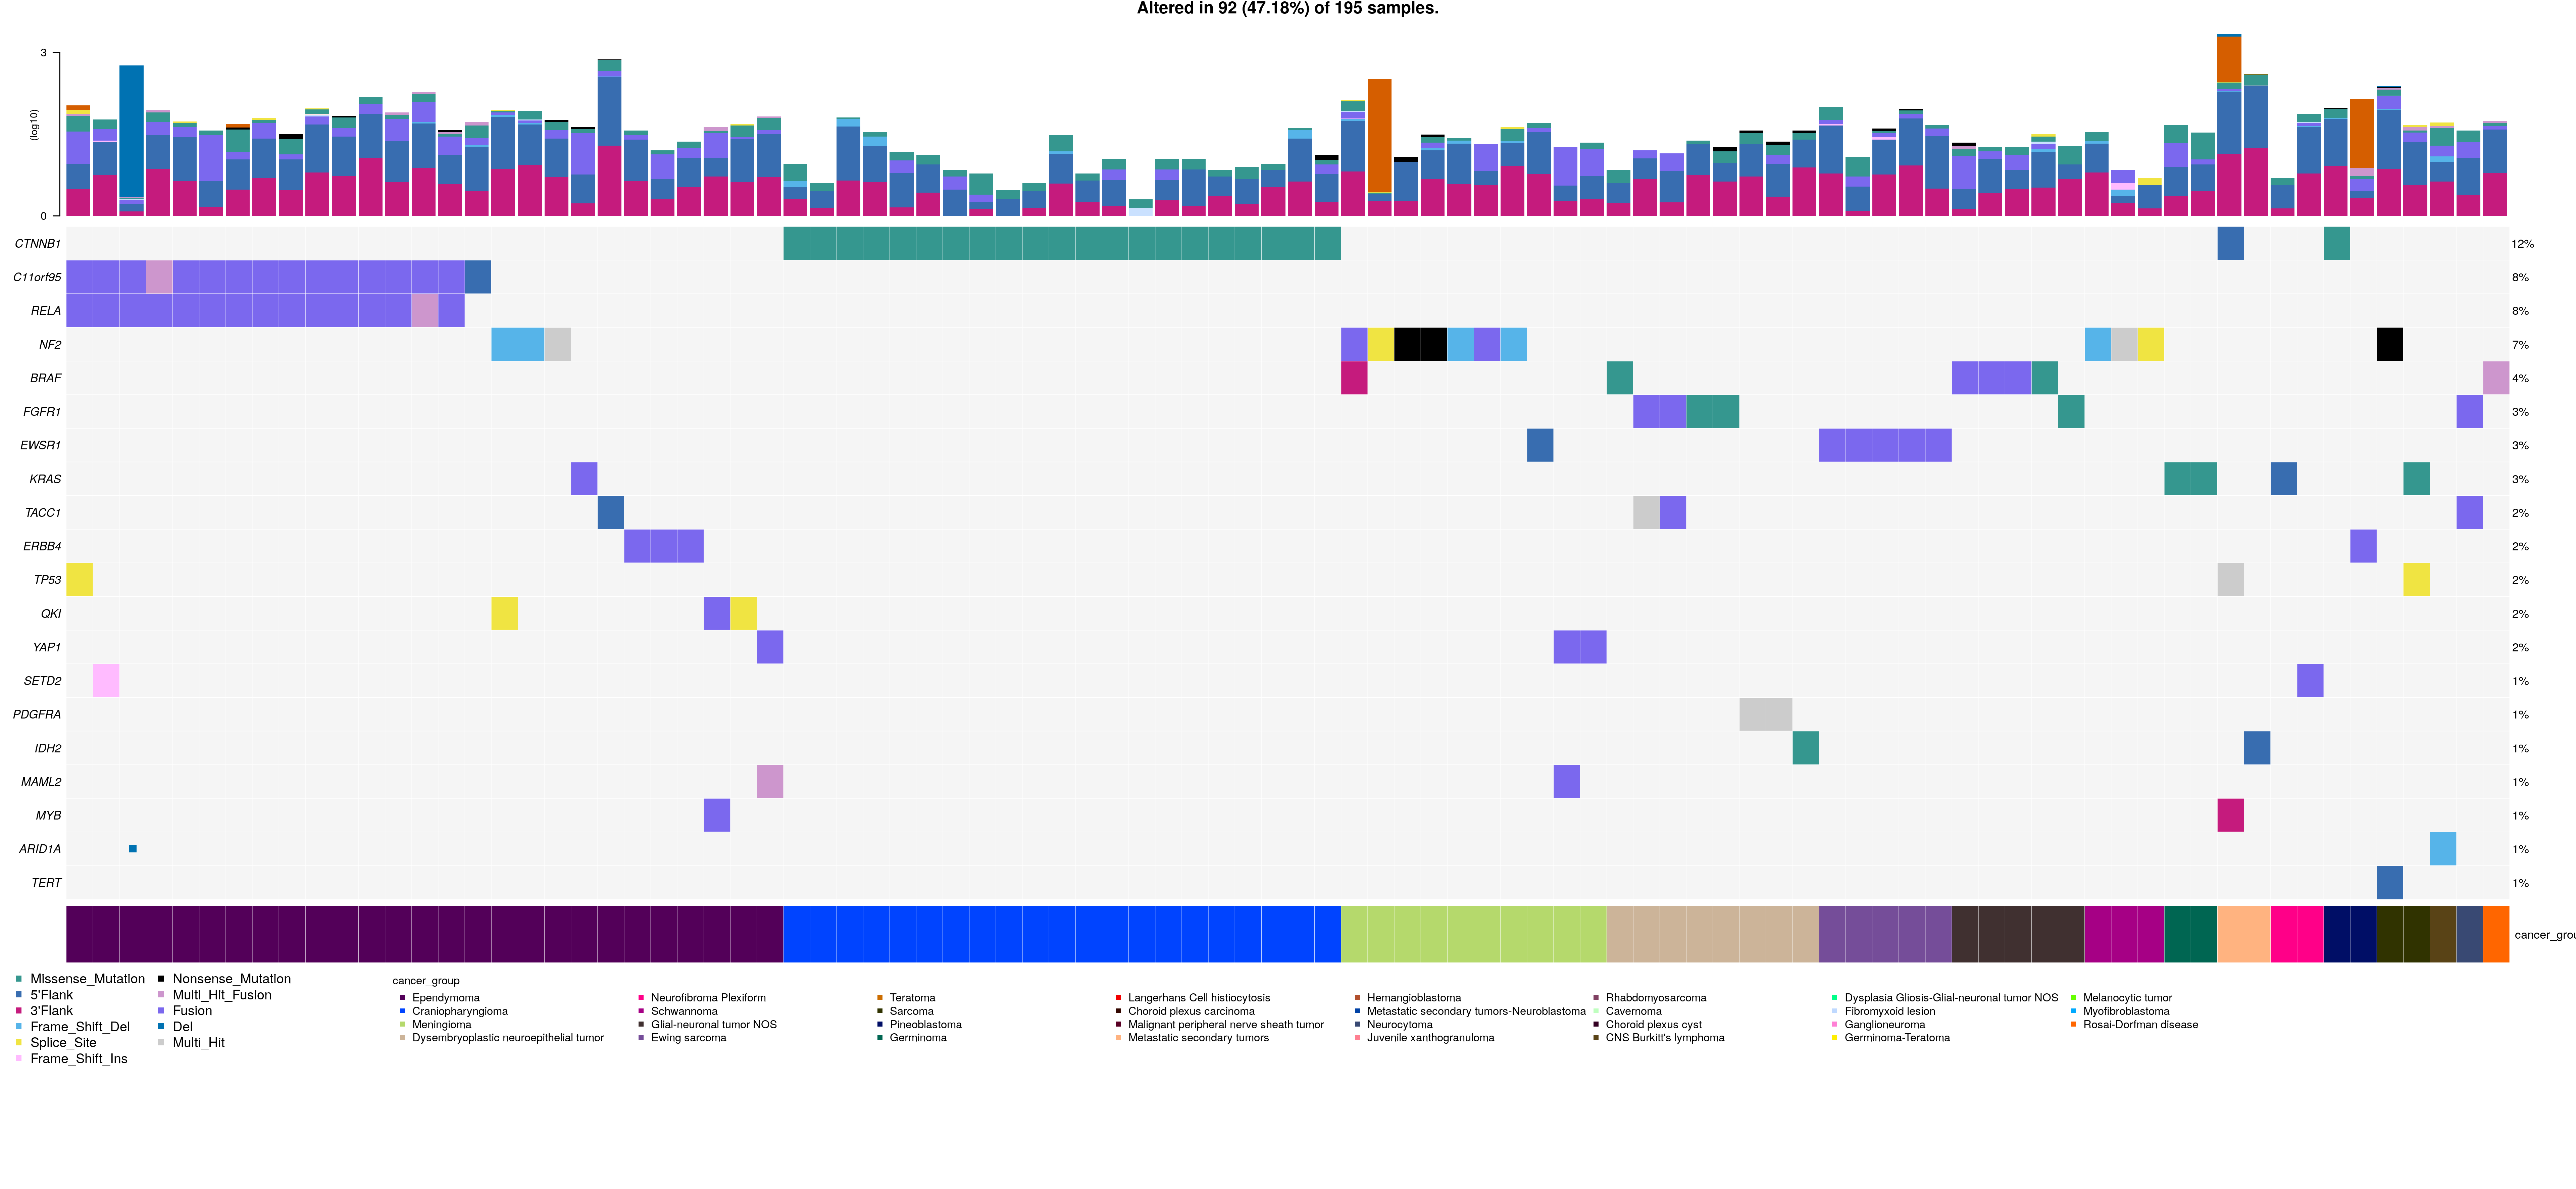 Altered in 92 (47.18%) of 195 samples.
3
(log10)
0
CTNNB1 12%
C11orf95 8%
RELA 8%
NF2 7%
BRAF 4%
FGFR1 3%
EWSR1 3%
KRAS 3%
TACC1 2%
ERBB4 2%
TP53 2%
QKI 2%
YAP1 2%
SETD2 1%
PDGFRA 1%
IDH2 1%
MAML2 1%
MYB 1%
ARID1A 1%
TERT 1%
cancer_grou
Missense_Mutation Nonsense_Mutation
5'Flank Multi_Hit_Fusion
3'Flank Fusion
Frame_Shift_Del Del
Splice_Site Multi_Hit
Frame_Shift_Ins
cancer_group
Ependymoma Neurofibroma Plexiform Teratoma Langerhans Cell histiocytosis Hemangioblastoma Rhabdomyosarcoma Dysplasia Gliosis-Glial-neuronal tumor NOS Melanocytic tumor
Craniopharyngioma Schwannoma Sarcoma Choroid plexus carcinoma Metastatic secondary tumors-Neuroblastoma Cavernoma Fibromyxoid lesion Myofibroblastoma
Meningioma Glial-neuronal tumor NOS Pineoblastoma Malignant peripheral nerve sheath tumor Neurocytoma Choroid plexus cyst Ganglioneuroma Rosai-Dorfman disease
Dysembryoplastic neuroepithelial tumor Ewing sarcoma Germinoma Metastatic secondary tumors Juvenile xanthogranuloma CNS Burkitt's lymphoma Germinoma-Teratoma